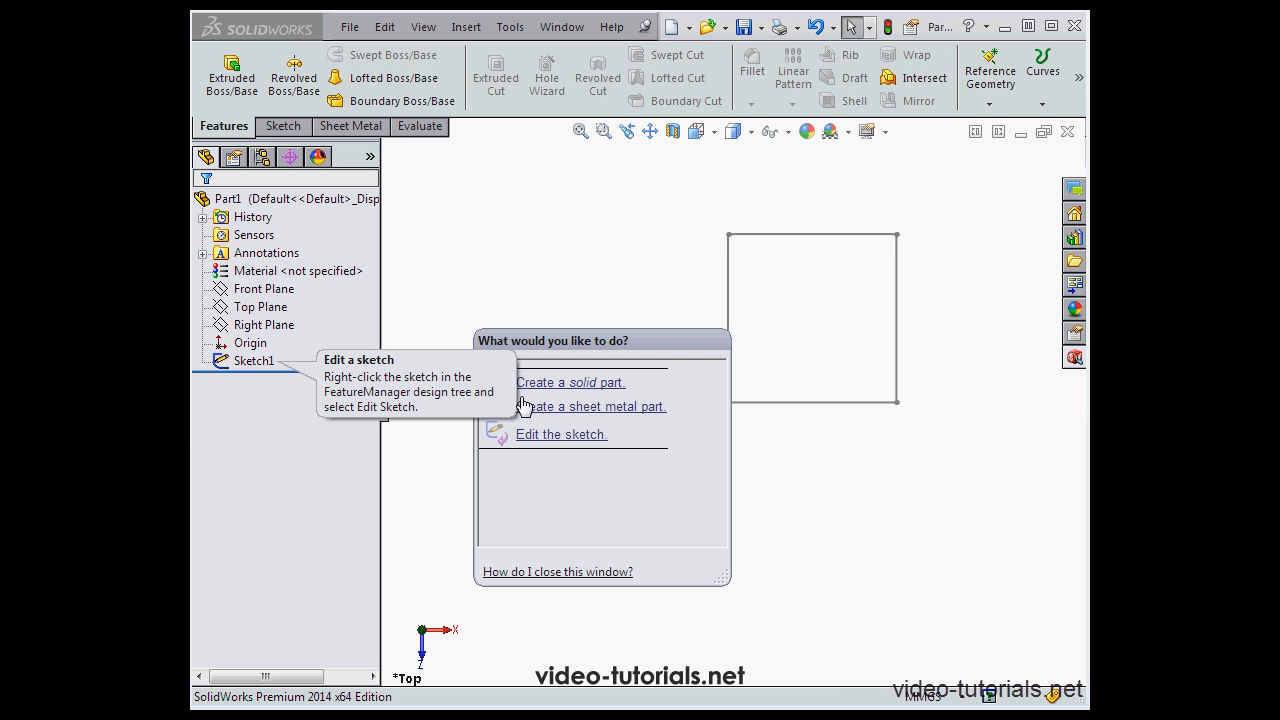 SOLIDWORKS File Edit View Insert Tools Window Help Par...
Extruded Boss/Base
Revolved Boss/Base
Swept Boss/Base
Lofted Boss/Base
Boundary Boss/Base
Extruded Cut
Hole Wizard
Revolved Cut
Swept Cut
Lofted Cut
Boundary Cut
Fillet
Linear Pattern
Rib
Draft
Shell
Wrap
Intersect
Mirror
Reference Geometry
Curves
Features Sketch Sheet Metal Evaluate
Part1 (Default<<Default>_Disp
History
Sensors
Annotations
Material <not specified>
Front Plane
Top Plane
Right Plane
Origin
Sketch1
Edit a sketch
Right-click the sketch in the
FeatureManager design tree and
select Edit Sketch.
What would you like to do?
Create a solid part.
eate a sheet metal part.
Edit the sketch.
How do I close this window?
X
Z
*Top
video-tutorials.net
SolidWorks Premium 2014 x64 Edition
MMGS
video-tutorials.net